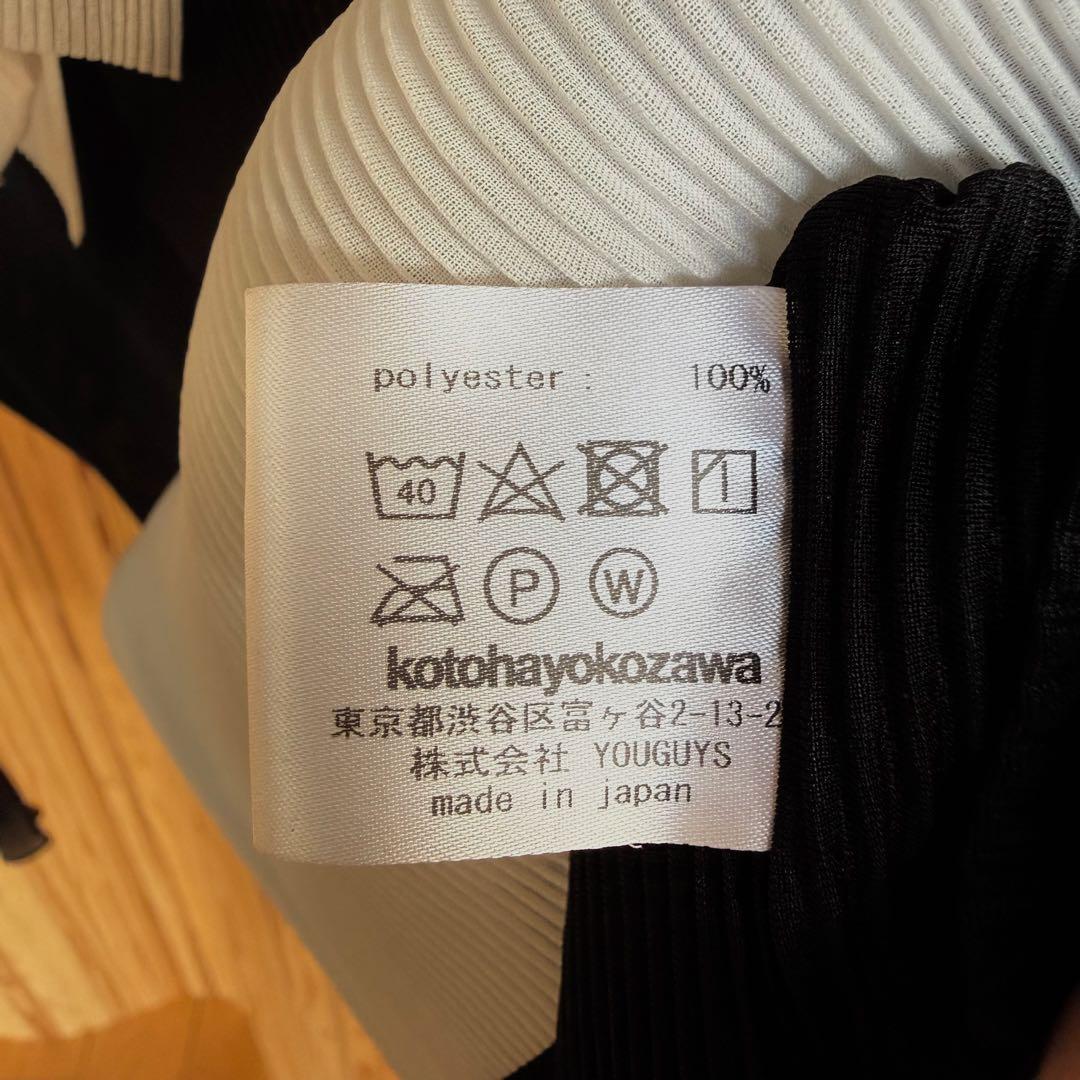 polyester : 100%
40
P W
kotohayokozawa
東京都渋谷区富ヶ谷2-13-2
株式会社 YOUGUYS
made in japan